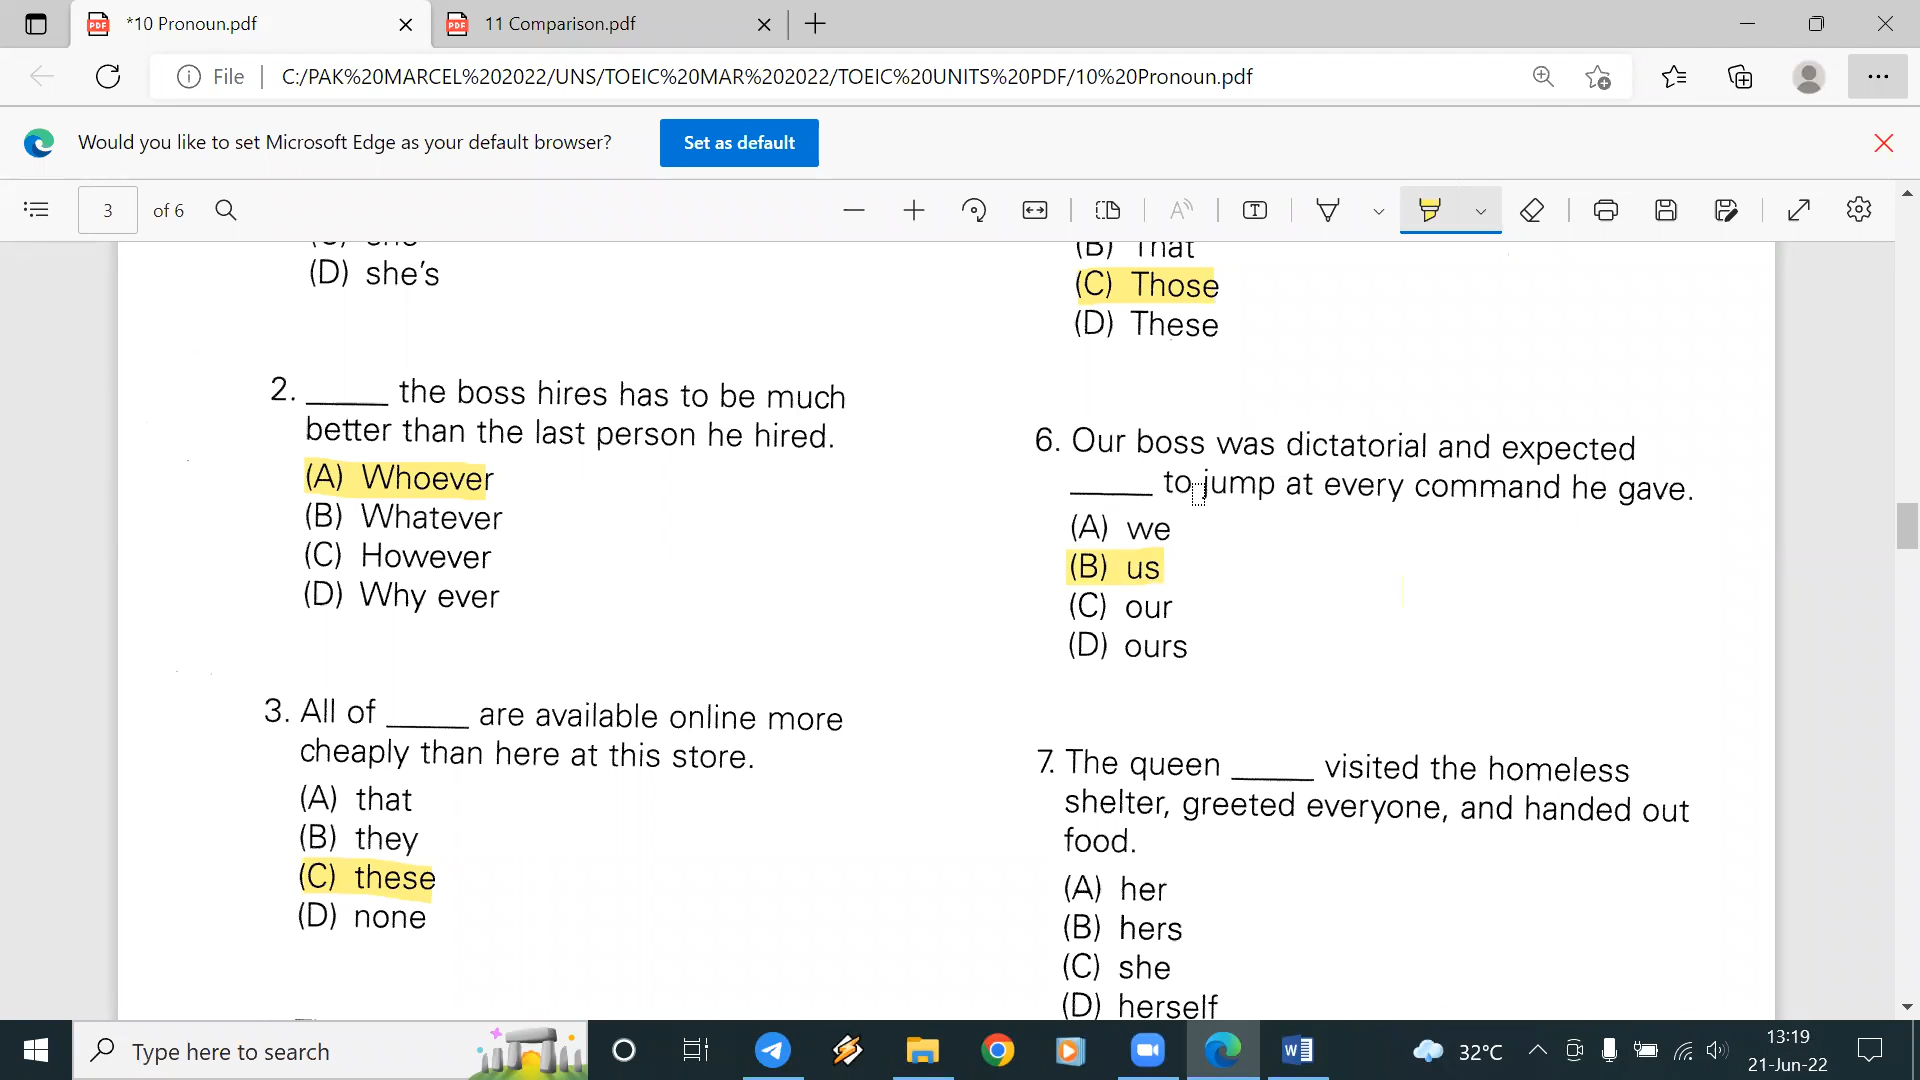 *10 Pronoun.pdf
11 Comparison.pdf
File
C:/PAK%20MARCEL%202022/UNS/TOEIC%20MAR%202022/TOEIC%20UNITS%20PDF/10%20Pronoun.pdf
Would you like to set Microsoft Edge as your default browser?
Set as default
3 of 6
(D) she's
2. _____ the boss hires has to be much
better than the last person he hired.
(A) Whoever
(B) Whatever
(C) However
(D) Why ever
3. All of _____ are available online more
cheaply than here at this store.
(A) that
(B) they
(C) these
(D) none
(B) That
(C) Those
(D) These
6. Our boss was dictatorial and expected
_____ to jump at every command he gave.
(A) we
(B) us
(C) our
(D) ours
7. The queen _____ visited the homeless
shelter, greeted everyone, and handed out
food.
(A) her
(B) hers
(C) she
(D) herself
Type here to search
32°C
13:19
21-Jun-22